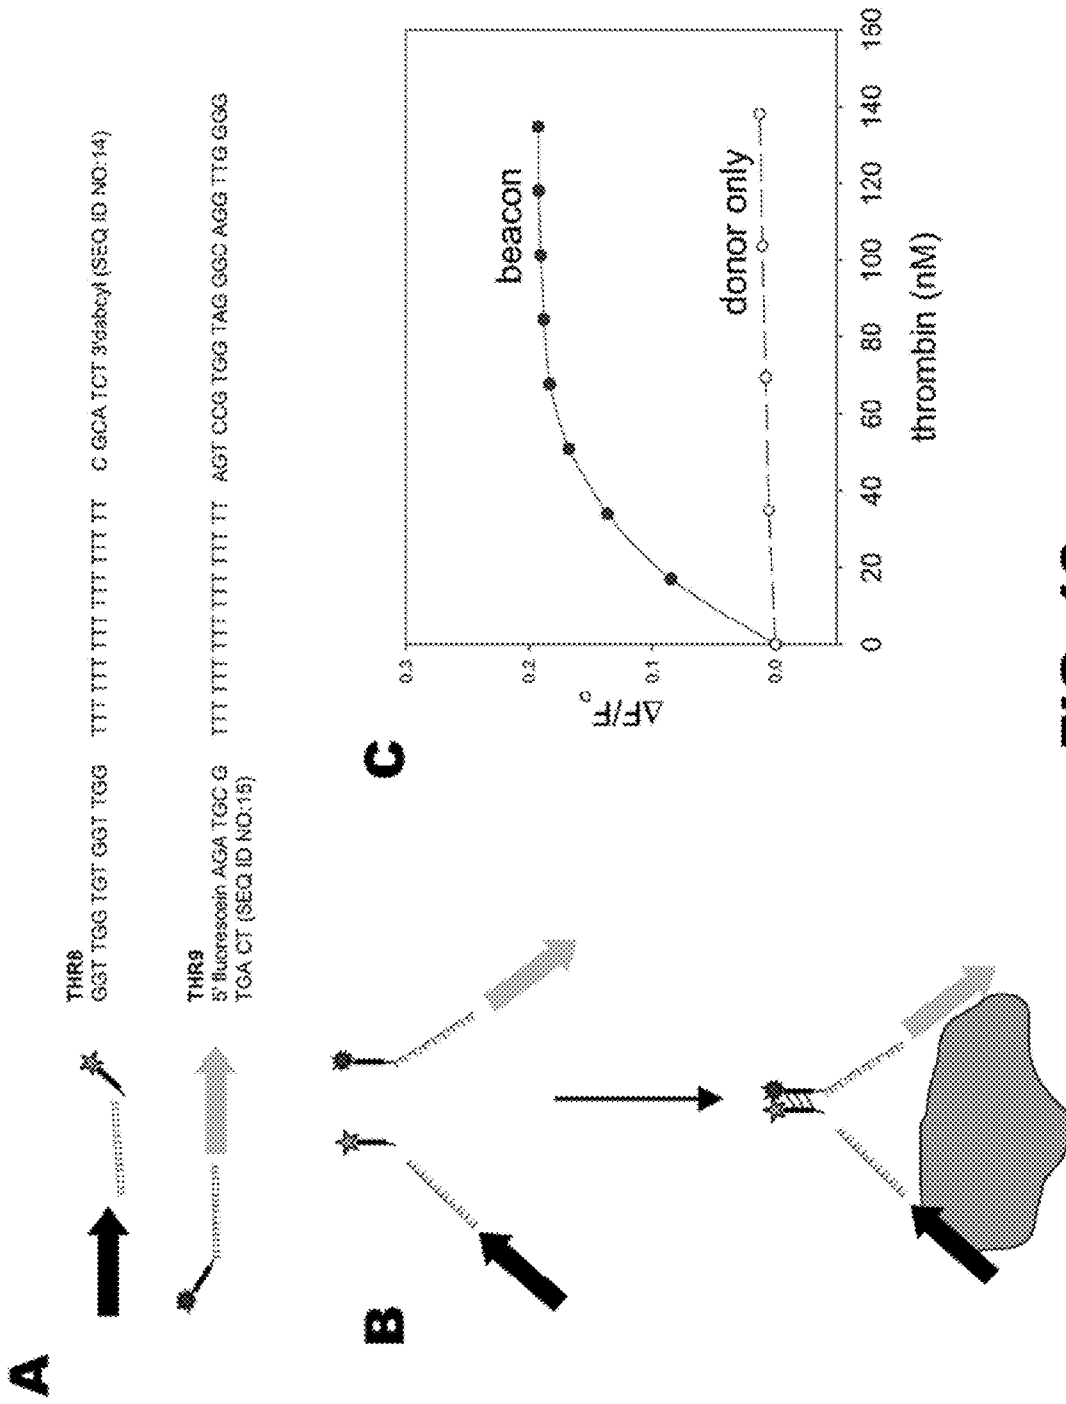 A
THR8
GGT TGG TGT GGT TGG TTT TTT TTT TTT TTT TTT TT C GCA TCT 3'dabcyl (SEQ ID NO:14)
THR9
5' fluorescein AGA TGC G TTT TTT TTT TTT TTT TTT TT AGT CCG TGG TAG GGC AGG TTG GGG
TGA CT (SEQ ID NO:15)
B
C
ΔF/Fo
0.3
0.2
0.1
0.0
beacon
donor only
0 20 40 60 80 100 120 140 160
thrombin (nM)